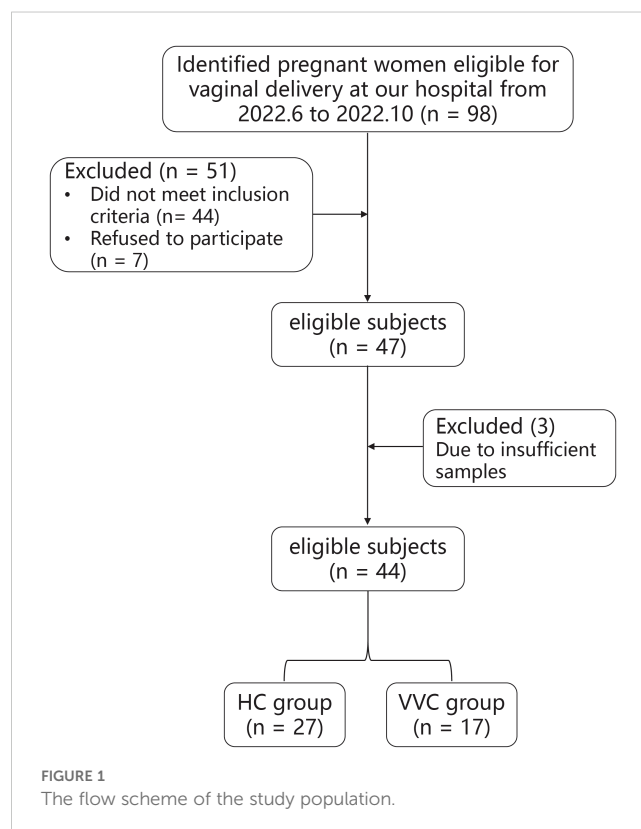 Identified pregnant women eligible for
vaginal delivery at our hospital from
2022.6 to 2022.10 (n = 98)
Excluded (n = 51)
• Did not meet inclusion
criteria (n= 44)
• Refused to participate
(n = 7)
eligible subjects
(n = 47)
Excluded (3)
Due to insufficient
samples
eligible subjects
(n = 44)
HC group
(n = 27)
VVC group
(n = 17)
FIGURE 1
The flow scheme of the study population.